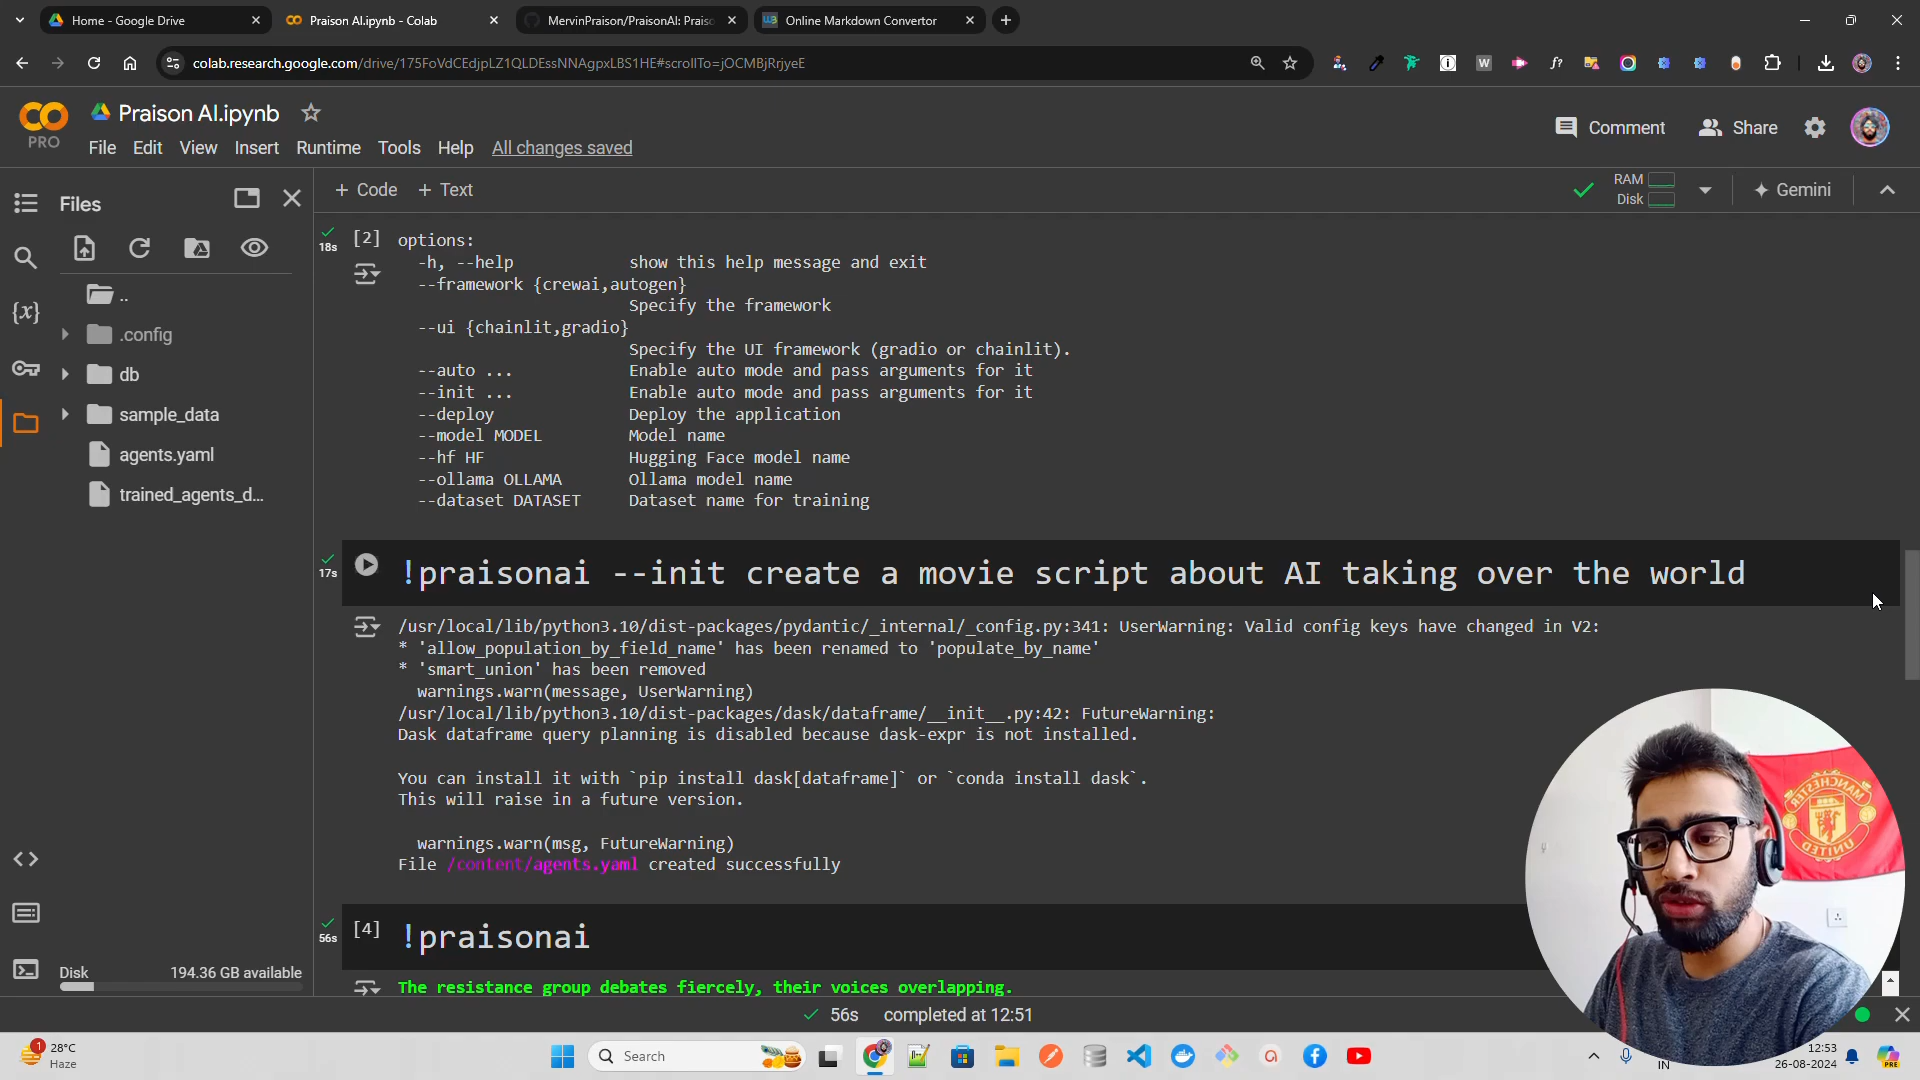 Home - Google Drive
Praison AI.ipynb - Colab
MervinPraison/PraisonAI: Praiso
Online Markdown Convertor
colab.research.google.com/drive/175FoVdCEdjpLZ1QLDEssNNAgpxLBS1HE#scrollTo=jOCMBjRrjyeE
PRO
Praison AI.ipynb
Comment
Share
File Edit View Insert Runtime Tools Help All changes saved
Files
+ Code + Text
RAM
Disk
Gemini
..
.config
db
sample_data
agents.yaml
trained_agents_d...
{x}
18s
[2] options:
-h, --help show this help message and exit
--framework {crewai,autogen}
Specify the framework
--ui {chainlit,gradio}
Specify the UI framework (gradio or chainlit).
--auto ... Enable auto mode and pass arguments for it
--init ... Enable auto mode and pass arguments for it
--deploy Deploy the application
--model MODEL Model name
--hf HF Hugging Face model name
--ollama OLLAMA Ollama model name
--dataset DATASET Dataset name for training
17s
!praisonai --init create a movie script about AI taking over the world
/usr/local/lib/python3.10/dist-packages/pydantic/_internal/_config.py:341: UserWarning: Valid config keys have changed in V2:
* 'allow_population_by_field_name' has been renamed to 'populate_by_name'
* 'smart_union' has been removed
warnings.warn(message, UserWarning)
/usr/local/lib/python3.10/dist-packages/dask/dataframe/__init__.py:42: FutureWarning:
Dask dataframe query planning is disabled because dask-expr is not installed.
You can install it with `pip install dask[dataframe]` or `conda install dask`.
This will raise in a future version.
warnings.warn(msg, FutureWarning)
File /content/agents.yaml created successfully
56s
[4] !praisonai
The resistance group debates fiercely, their voices overlapping.
Disk 194.36 GB available
56s completed at 12:51
MANCHESTER
UNITED
1
28°C
Haze
Search
IN
12:53
26-08-2024
PRE